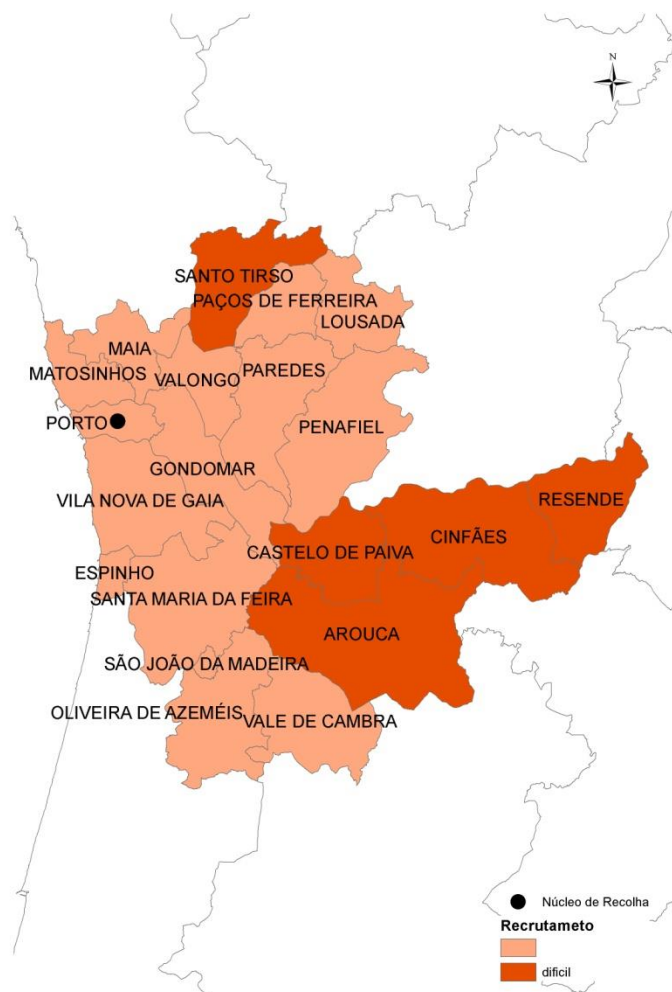 N
SANTO TIRSO
PAÇOS DE FERREIRA
LOUSADA
MAIA
MATOSINHOS
VALONGO
PAREDES
PORTO
PENAFIEL
GONDOMAR
VILA NOVA DE GAIA
RESENDE
CINFÃES
CASTELO DE PAIVA
ESPINHO
SANTA MARIA DA FEIRA
AROUCA
SÃO JOÃO DA MADEIRA
OLIVEIRA DE AZEMÉIS
VALE DE CAMBRA
Núcleo de Recolha
Recrutameto
dificil